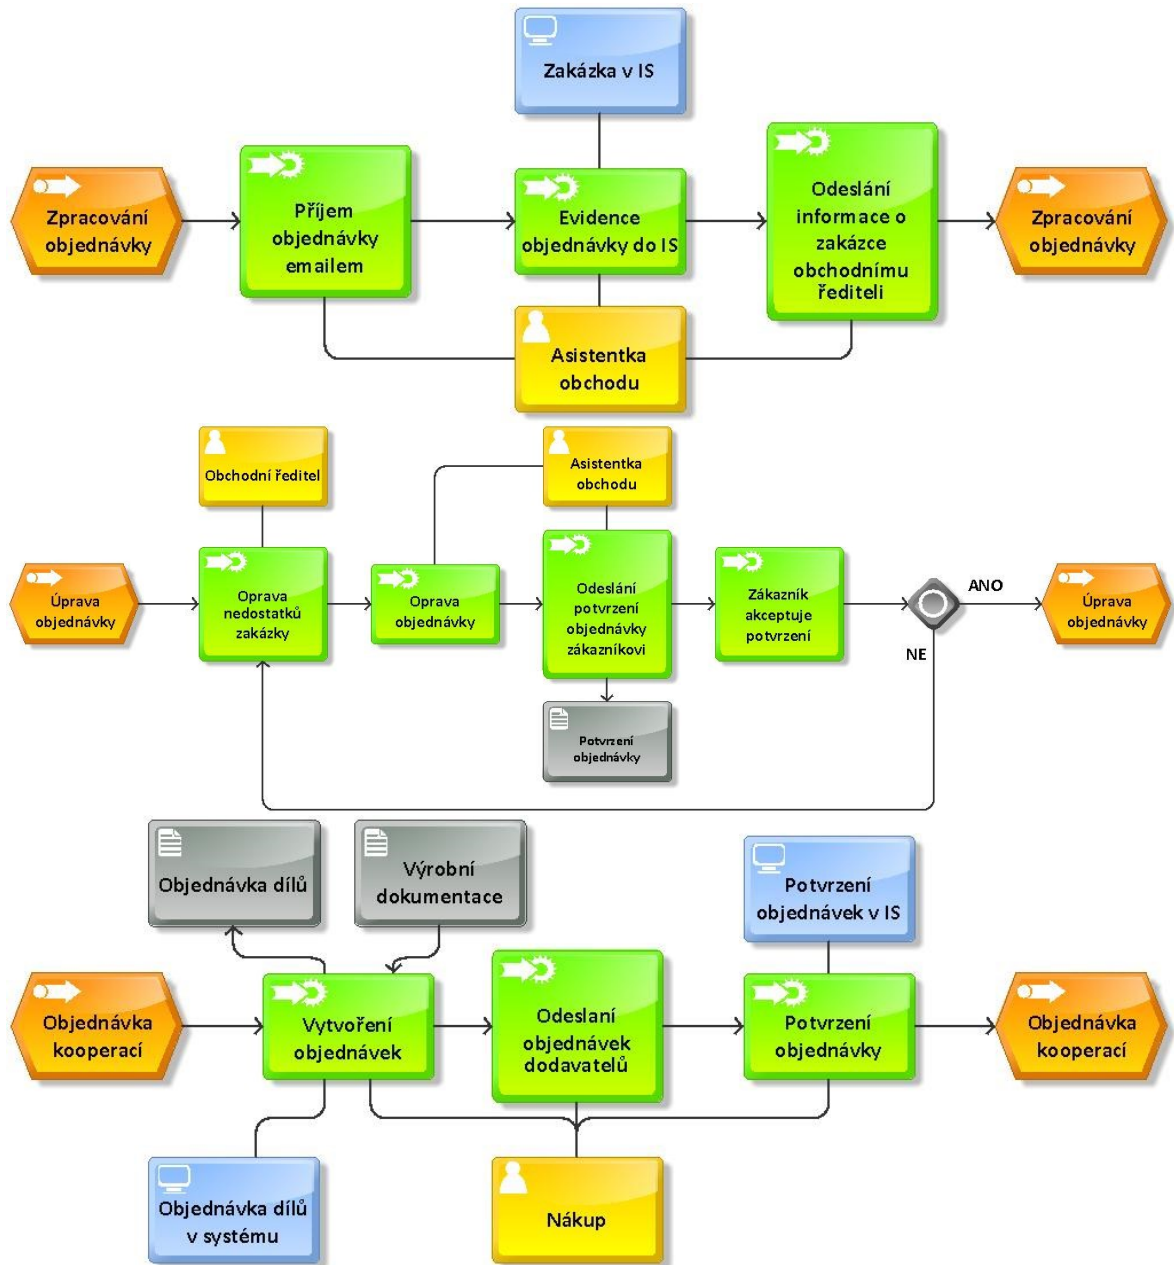 Zakázka v IS
Zpracování
objednávky
Příjem
objednávky
emailem
Evidence
objednávky do IS
Odeslání
informace o
zakázce
obchodnímu
řediteli
Zpracování
objednávky
Asistentka
obchodu
Obchodní ředitel
Asistentka
obchodu
Úprava
objednávky
Oprava
nedostatků
zakázky
Oprava
objednávky
Odeslání
potvrzení
objednávky
zákazníkovi
Zákazník
akceptuje
potvrzení
ANO
NE
Úprava
objednávky
Potvrzení
objednávky
Objednávka dílů
Výrobní
dokumentace
Potvrzení
objednávek v IS
Objednávka
kooperací
Vytvoření
objednávek
Odeslaní
objednávek
dodavatelů
Potvrzení
objednávky
Objednávka
kooperací
Objednávka dílů
v systému
Nákup